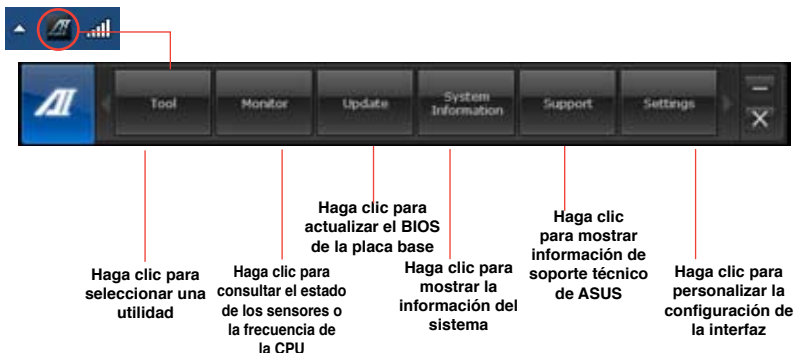 Tool
Monitor
Update
System
Information
Support
Settings
Haga clic para
seleccionar una
utilidad
Haga clic para
consultar el estado
de los sensores o
la frecuencia de
la CPU
Haga clic para
actualizar el BIOS
de la placa base
Haga clic para
mostrar la
información del
sistema
Haga clic
para mostrar
información de
soporte técnico
de ASUS
Haga clic para
personalizar la
configuración de
la interfaz